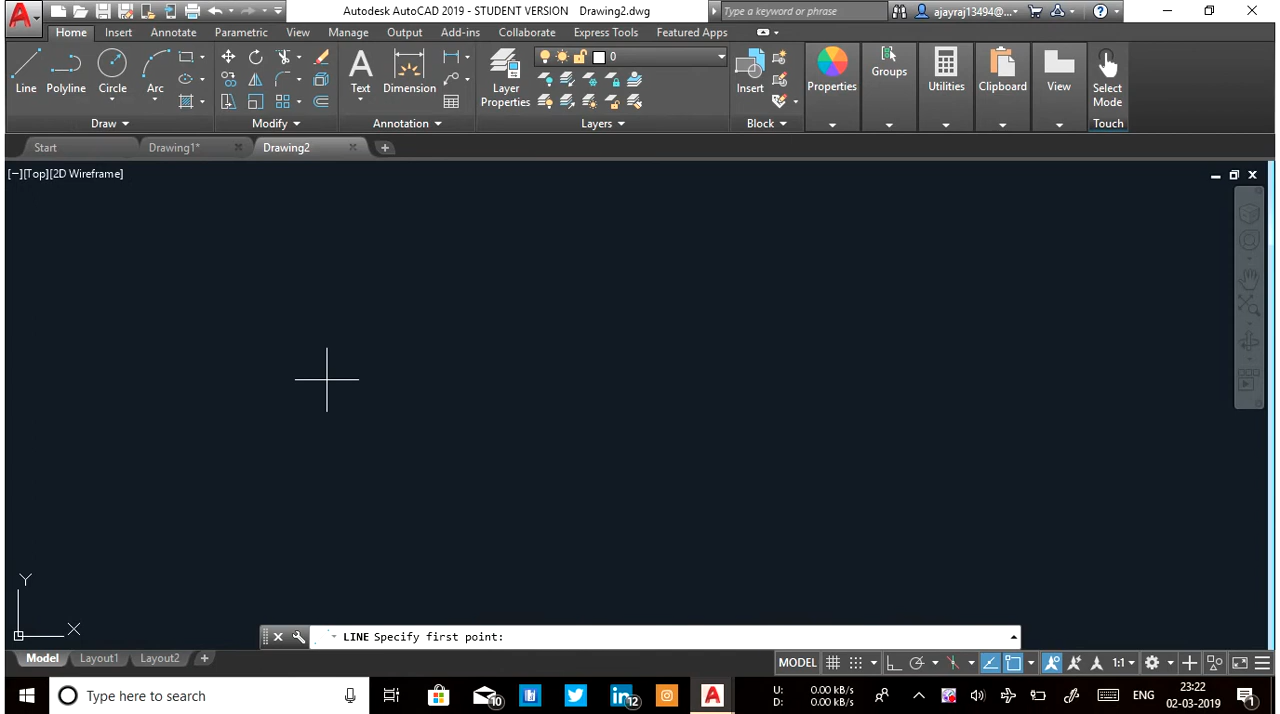 Autodesk AutoCAD 2019 - STUDENT VERSION Drawing2.dwg
Type a keyword or phrase
ajayraj13494@...
Home Insert Annotate Parametric View Manage Output Add-ins Collaborate Express Tools Featured Apps
Line Polyline Circle Arc
Text Dimension
Layer Properties
0
Insert
Properties
Groups
Utilities
Clipboard
View
Select Mode
Draw Modify Annotation Layers Block Touch
Start Drawing1* Drawing2
[−][Top][2D Wireframe]
Y
X
LINE Specify first point:
Model Layout1 Layout2
MODEL 1:1
Type here to search
10
12
U: 0.00 kB/s
D: 0.00 kB/s
ENG
23:22
02-03-2019
1